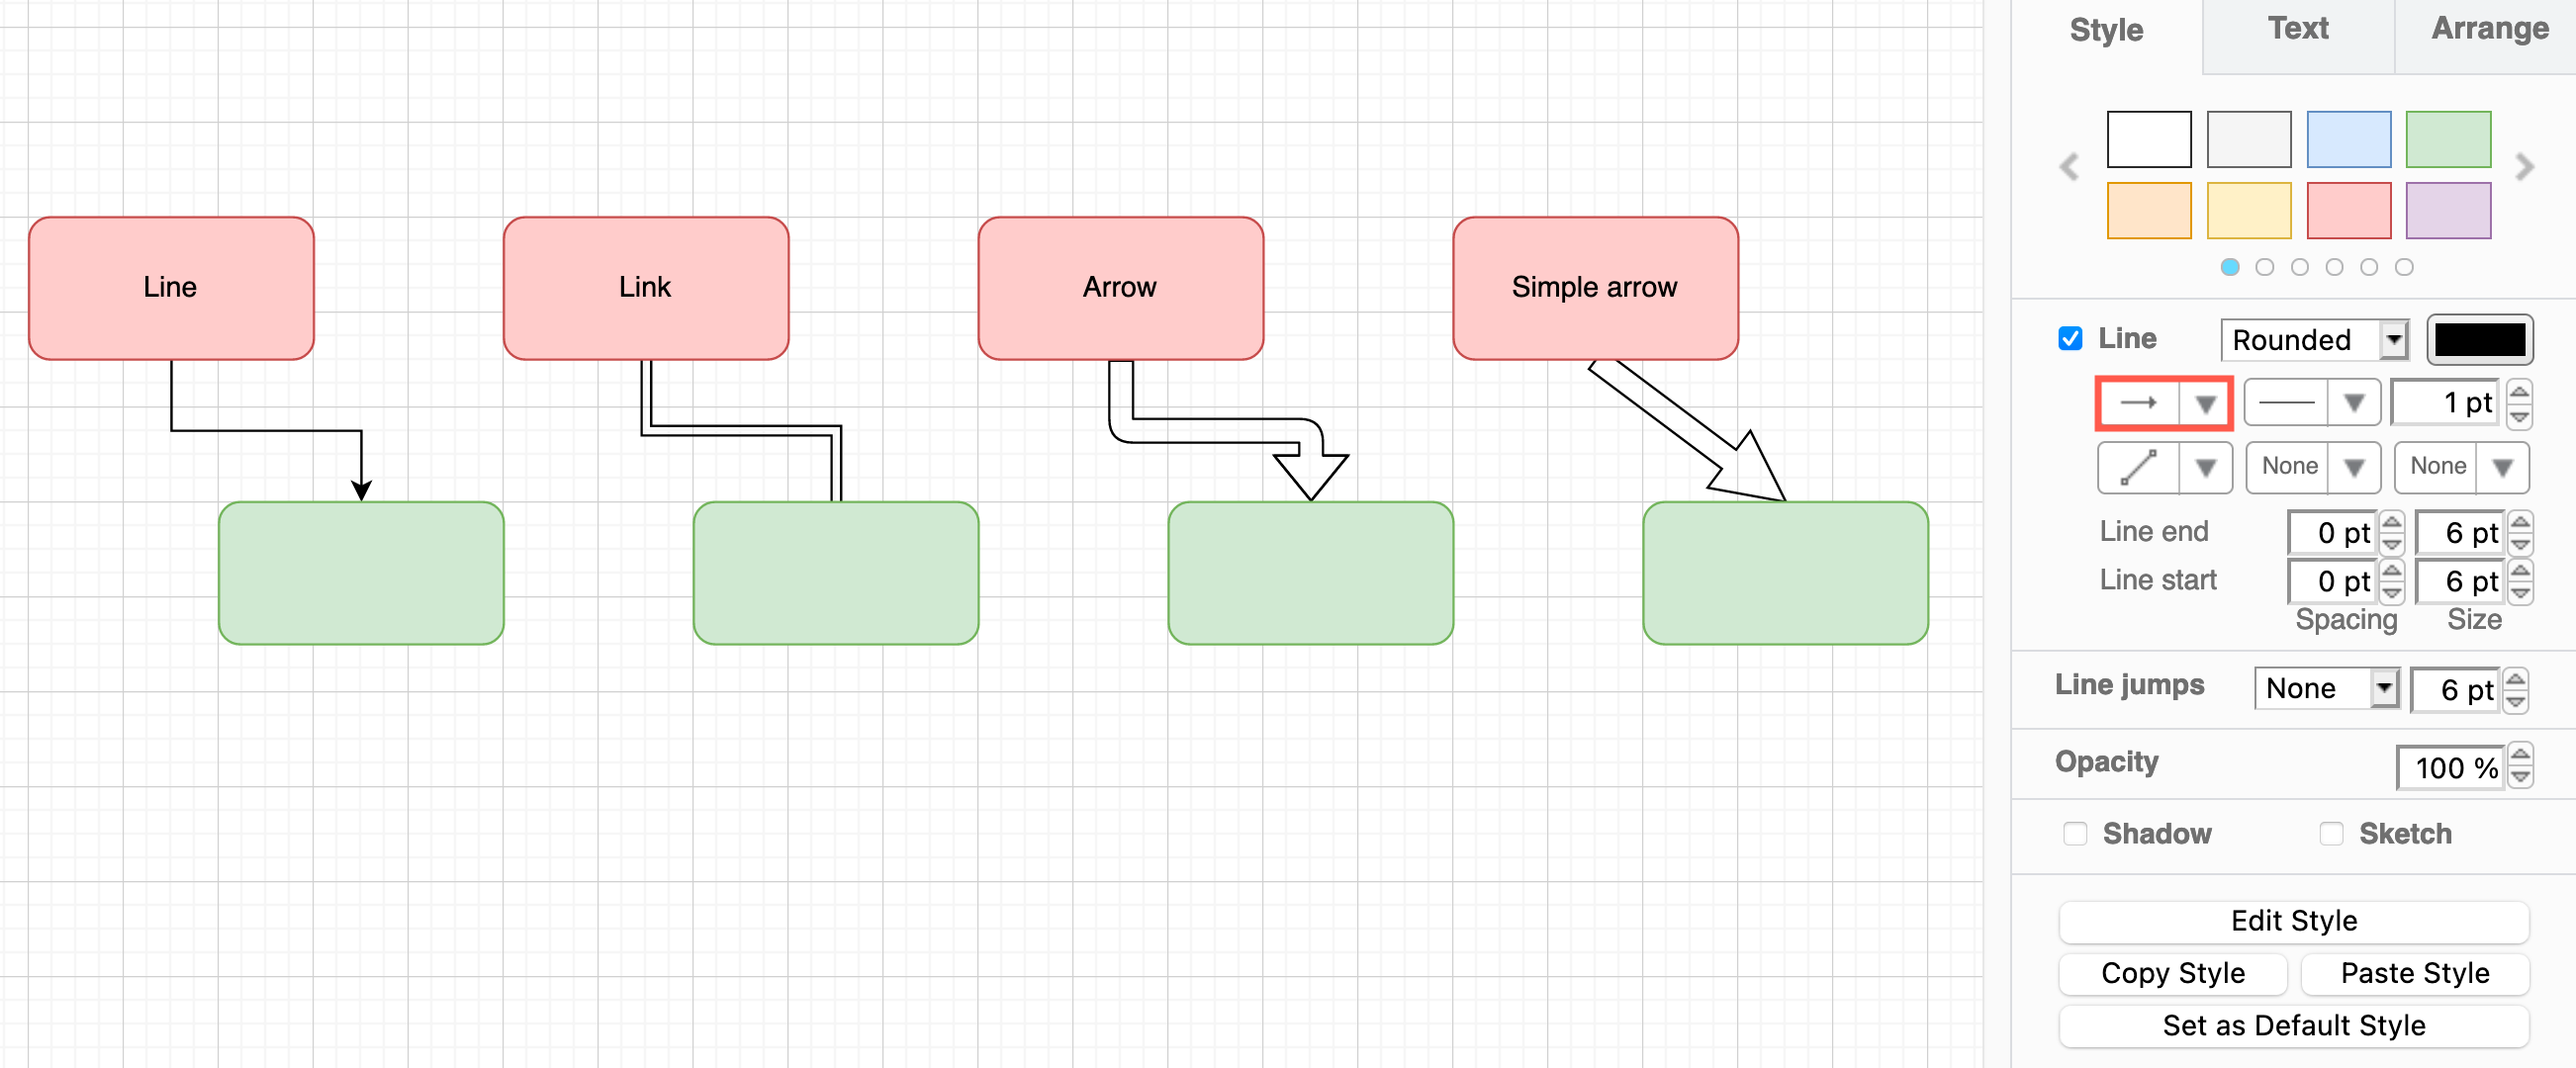 Line
Link
Arrow
Simple arrow
Style Text Arrange
Line Rounded
1 pt
None None
Line end 0 pt 6 pt
Line start 0 pt 6 pt
Spacing Size
Line jumps None 6 pt
Opacity 100 %
Shadow Sketch
Edit Style
Copy Style Paste Style
Set as Default Style